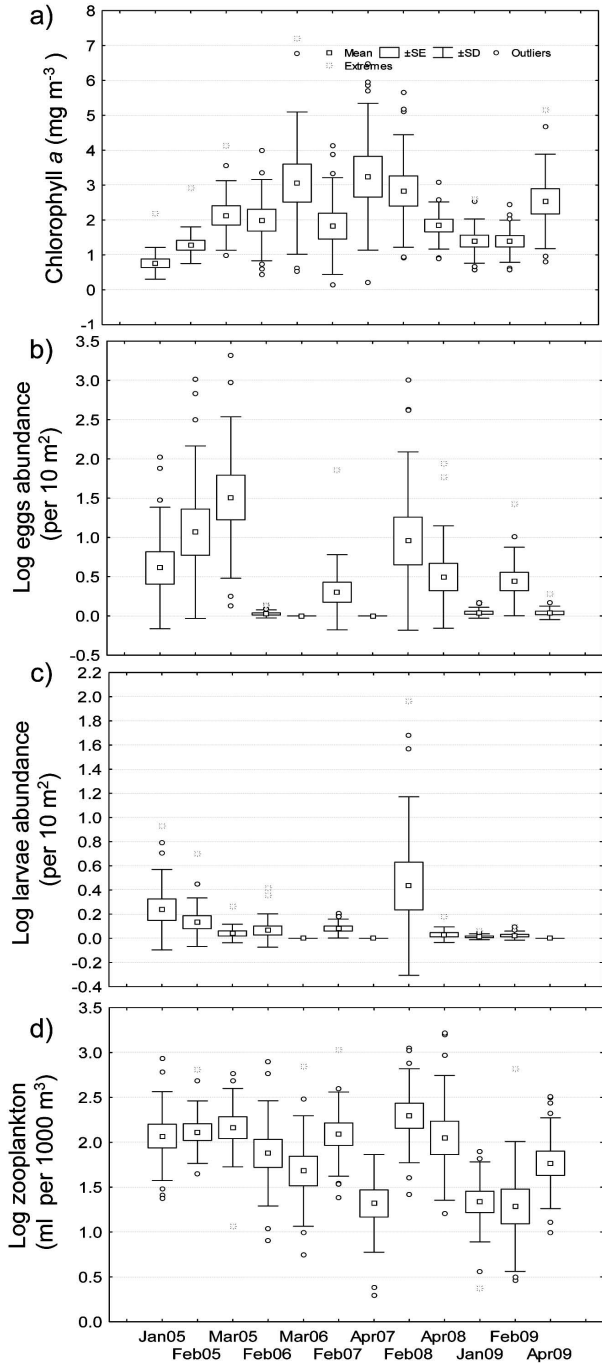 a)
Chlorophyll a (mg m-3)
8
7
6
5
4
3
2
1
0
-1
Mean ±SE ±SD Outliers
Extremes
b)
Log eggs abundance
(per 10 m2)
3.5
3.0
2.5
2.0
1.5
1.0
0.5
0.0
-0.5
c)
Log larvae abundance
(per 10 m2)
2.2
2.0
1.8
1.6
1.4
1.2
1.0
0.8
0.6
0.4
0.2
0.0
-0.2
-0.4
d)
Log zooplankton
(ml per 1000 m3)
3.5
3.0
2.5
2.0
1.5
1.0
0.5
0.0
Jan05 Mar05 Mar06 Apr07 Apr08 Feb09
Feb05 Feb06 Feb07 Feb08 Jan09 Apr09